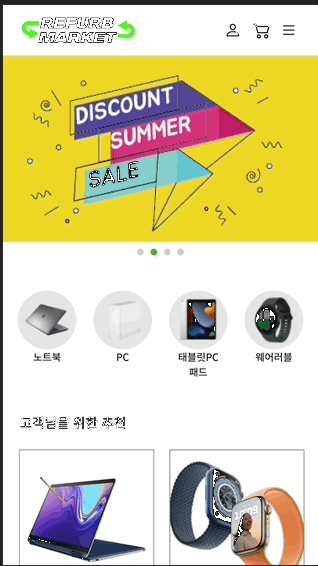 REFURB
MARKET
DISCOUNT
SUMMER
SALE
노트북
PC
태블릿PC
패드
웨어러블
고객님을 위한 추천